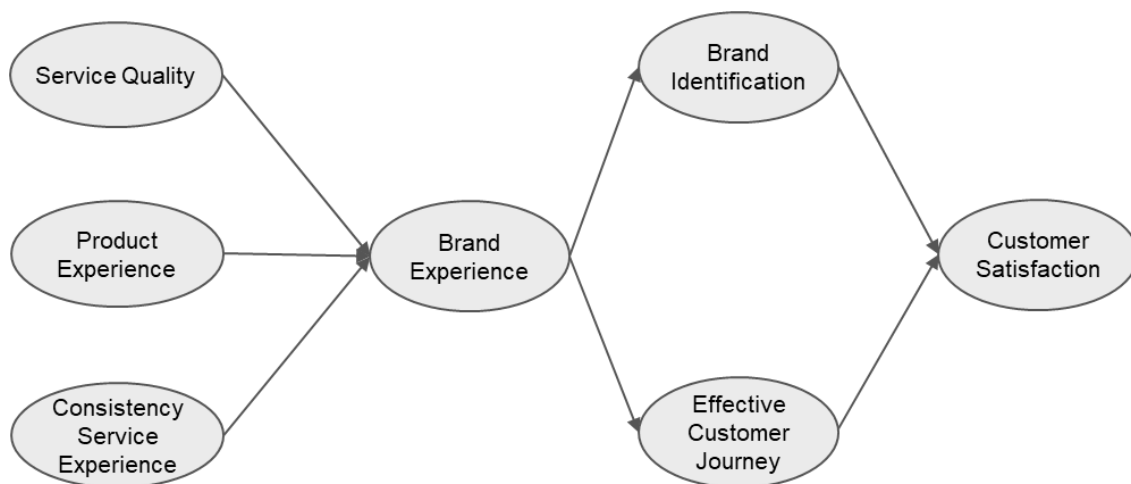 Service Quality
Product
Experience
Consistency
Service
Experience
Brand
Experience
Brand
Identification
Effective
Customer
Journey
Customer
Satisfaction